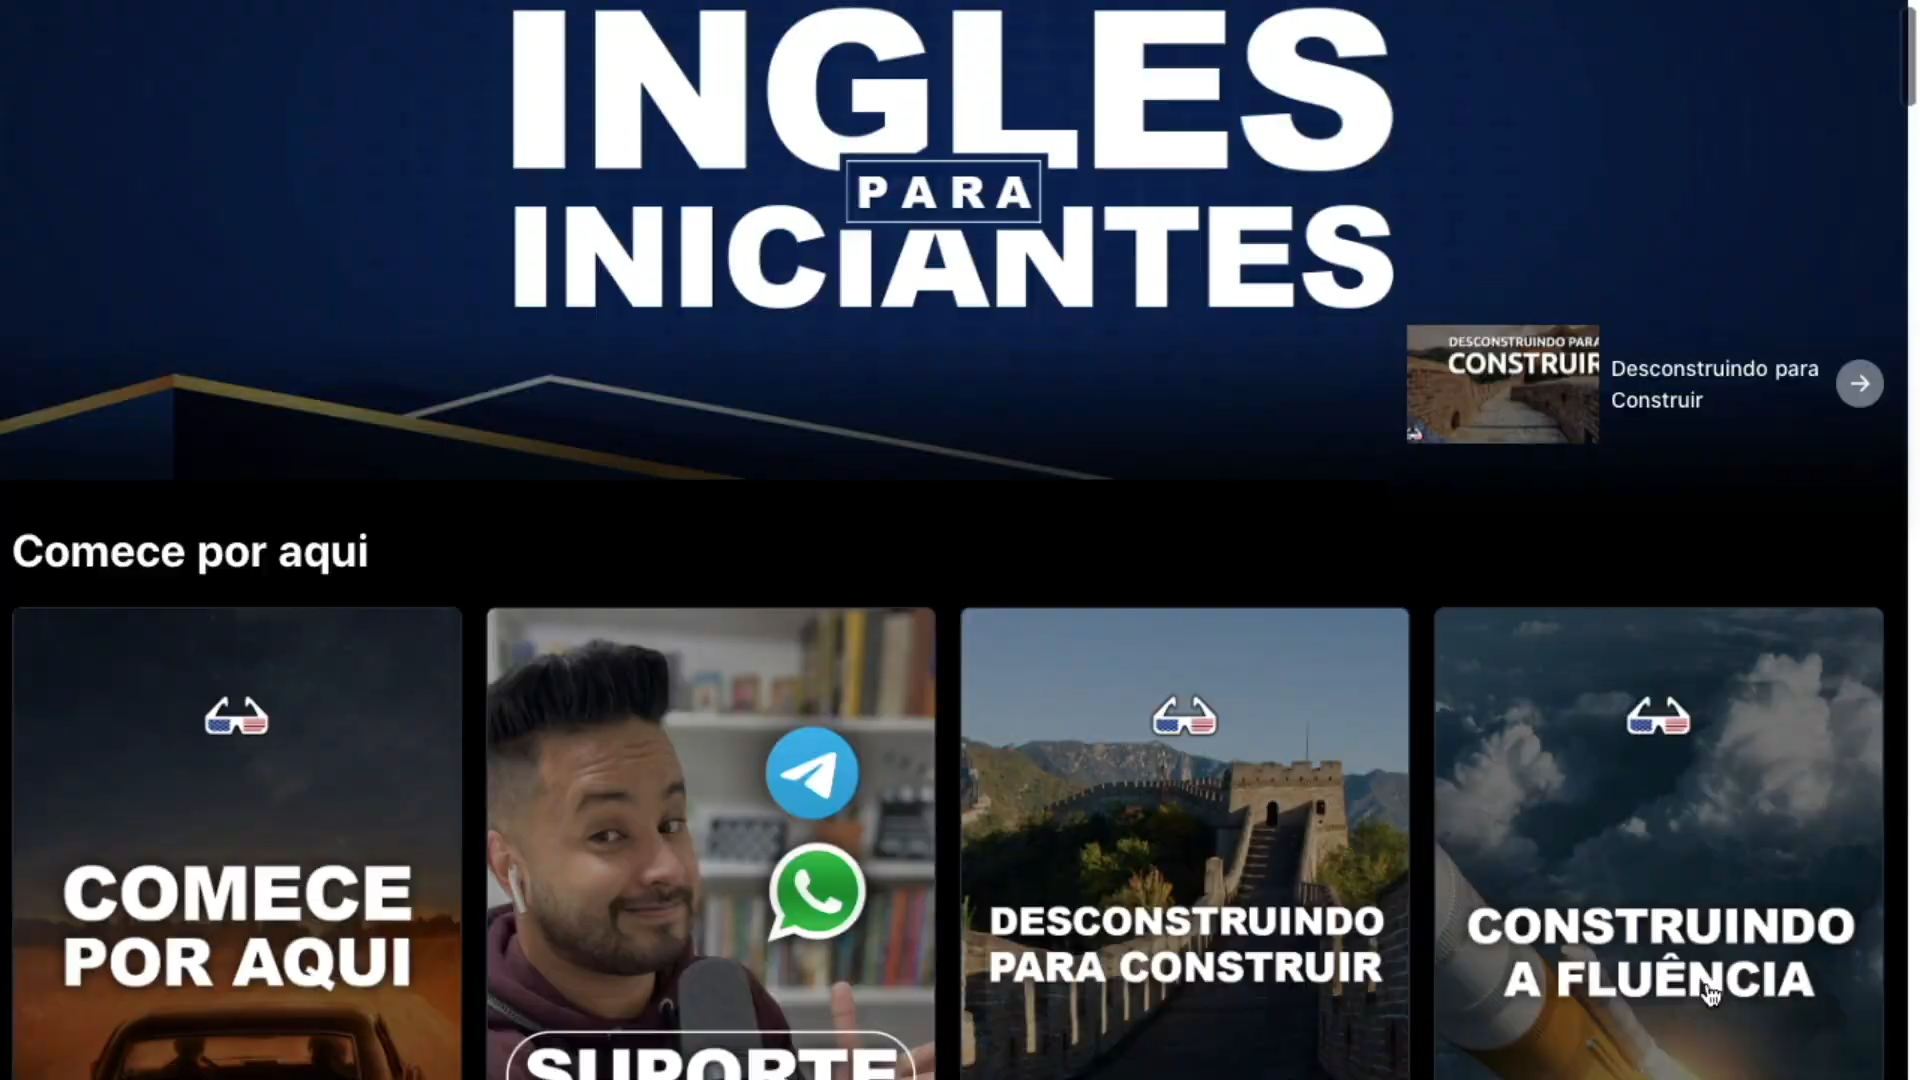 INGLES
PARA
INICIANTES
DESCONSTRUINDO PARA
CONSTRUIR
Desconstruindo para
Construir
Comece por aqui
COMECE
POR AQUI
SUPORTE
DESCONSTRUINDO
PARA CONSTRUIR
CONSTRUINDO
A FLUÊNCIA